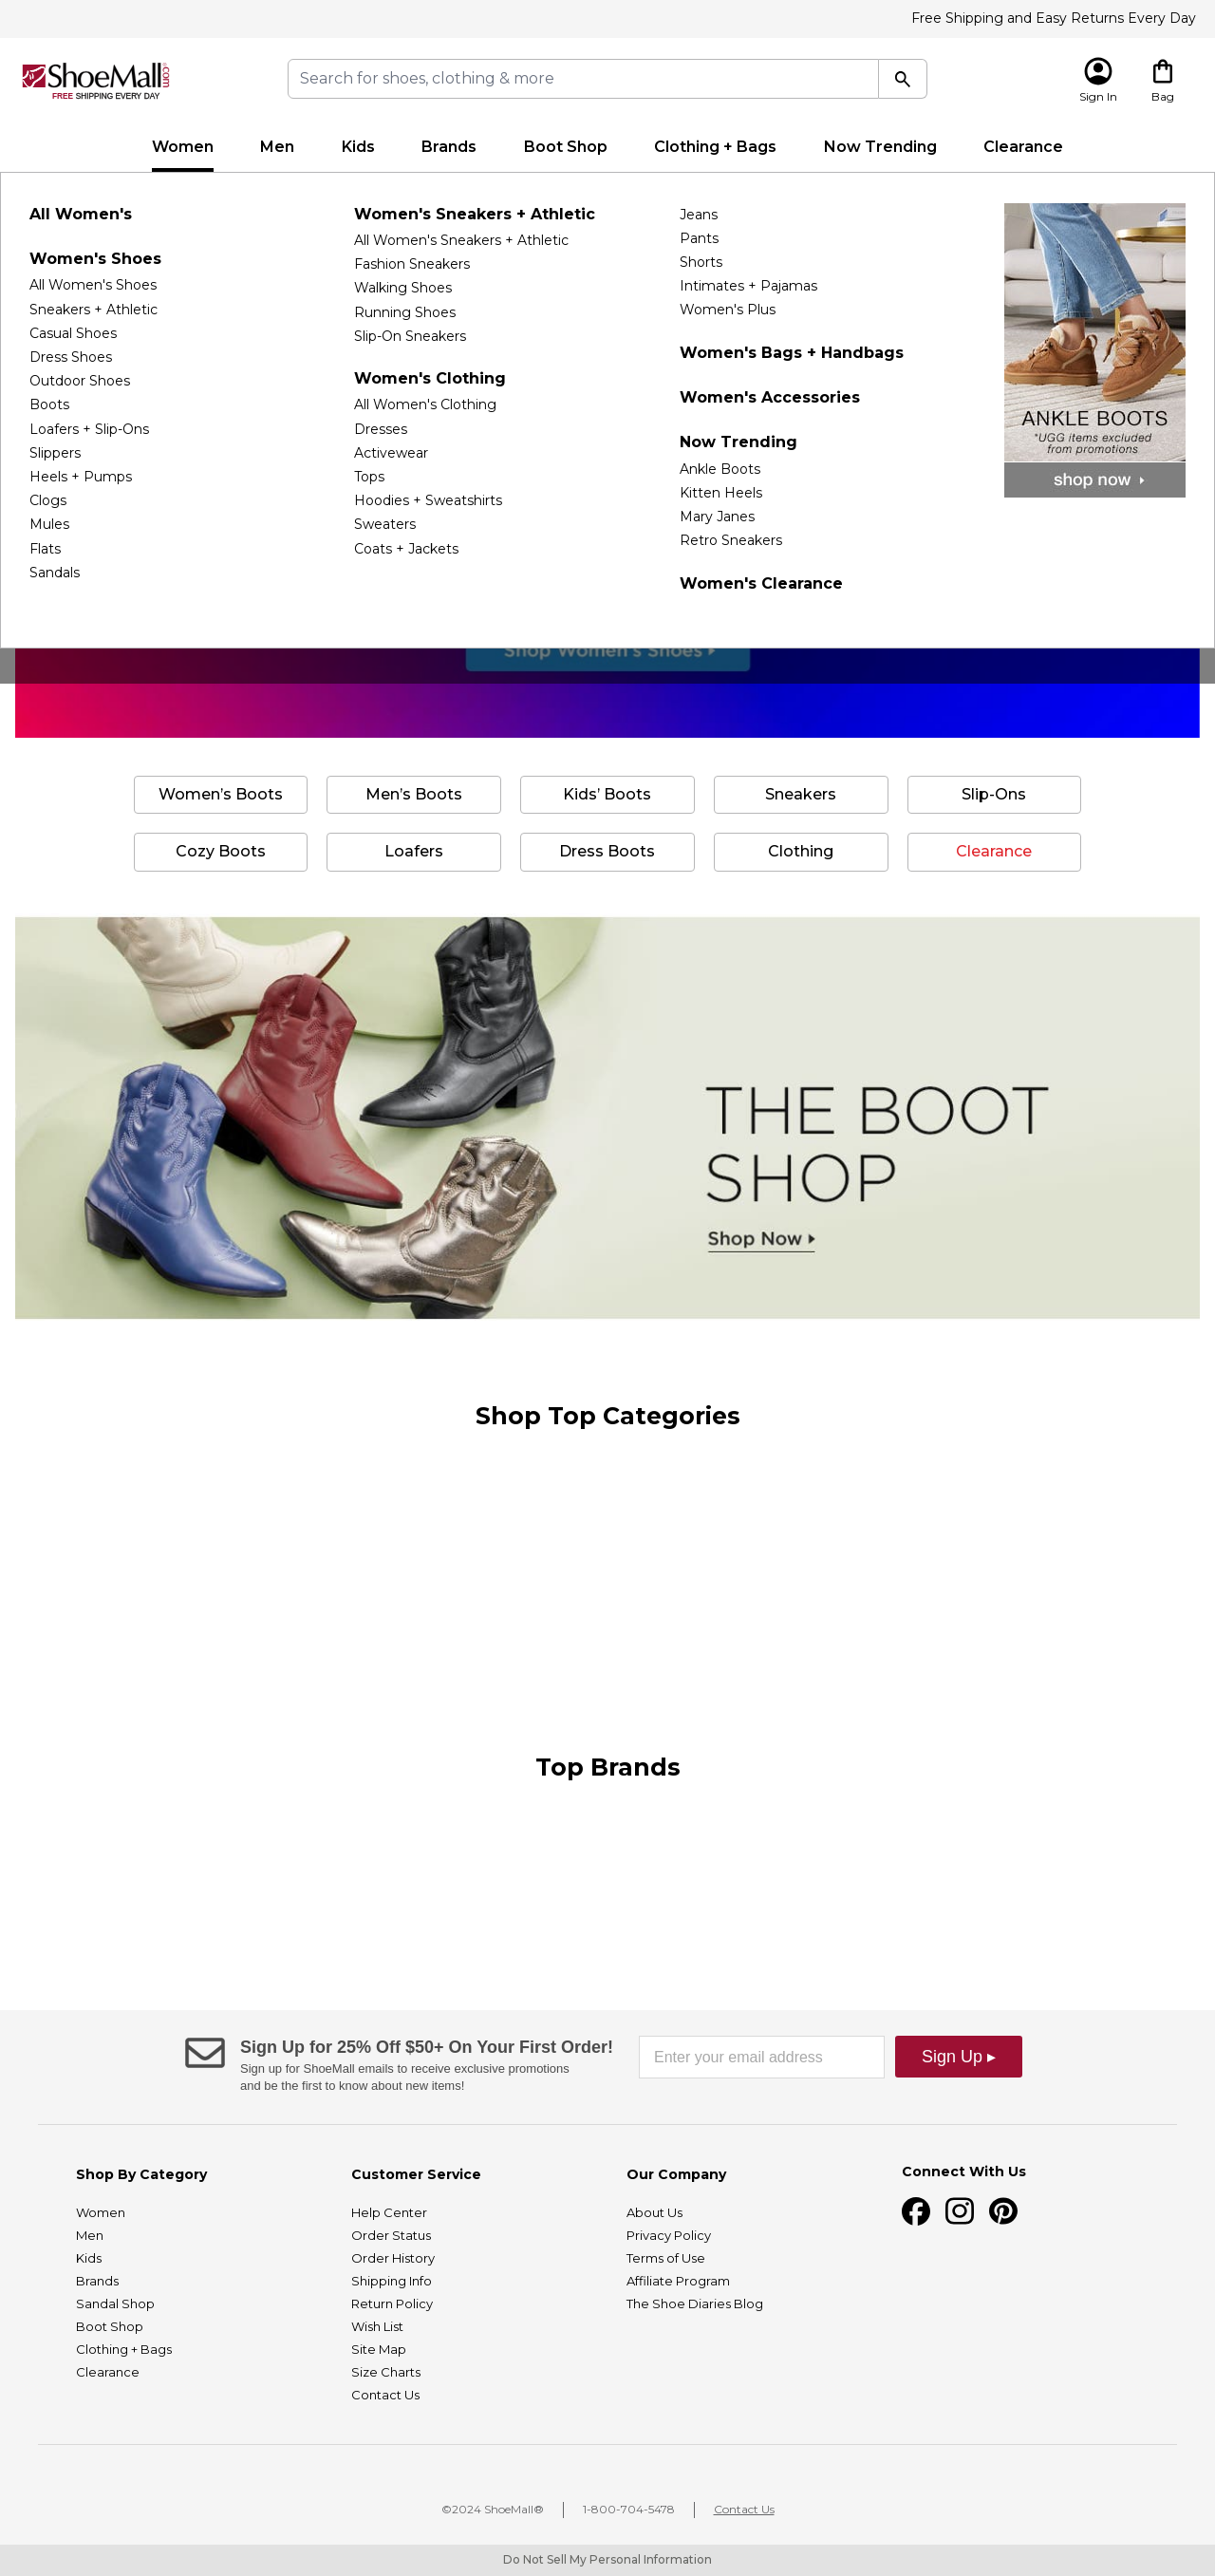 Free Shipping and Easy Returns Every Day
ShoeMall.com
FREE SHIPPING EVERY DAY
Search for shoes, clothing & more
Sign In
Bag
Women
Men
Kids
Brands
Boot Shop
Clothing + Bags
Now Trending
Clearance
All Women's
Women's Shoes
All Women's Shoes
Sneakers + Athletic
Casual Shoes
Dress Shoes
Outdoor Shoes
Boots
Loafers + Slip-Ons
Slippers
Heels + Pumps
Clogs
Mules
Flats
Sandals
Women's Sneakers + Athletic
All Women's Sneakers + Athletic
Fashion Sneakers
Walking Shoes
Running Shoes
Slip-On Sneakers
Women's Clothing
All Women's Clothing
Dresses
Activewear
Tops
Hoodies + Sweatshirts
Sweaters
Coats + Jackets
Jeans
Pants
Shorts
Intimates + Pajamas
Women's Plus
Women's Bags + Handbags
Women's Accessories
Now Trending
Ankle Boots
Kitten Heels
Mary Janes
Retro Sneakers
Women's Clearance
ANKLE BOOTS
*UGG items excluded
from promotions
shop now
Shop Women's Shoes
Women's Boots
Men's Boots
Kids' Boots
Sneakers
Slip-Ons
Cozy Boots
Loafers
Dress Boots
Clothing
Clearance
THE BOOT
SHOP
Shop Now
Shop Top Categories
Top Brands
Sign Up for 25% Off $50+ On Your First Order!
Sign up for ShoeMall emails to receive exclusive promotions
and be the first to know about new items!
Enter your email address
Sign Up ▸
Shop By Category
Women
Men
Kids
Brands
Sandal Shop
Boot Shop
Clothing + Bags
Clearance
Customer Service
Help Center
Order Status
Order History
Shipping Info
Return Policy
Wish List
Site Map
Size Charts
Contact Us
Our Company
About Us
Privacy Policy
Terms of Use
Affiliate Program
The Shoe Diaries Blog
Connect With Us
©2024 ShoeMall®
1-800-704-5478
Contact Us
Do Not Sell My Personal Information